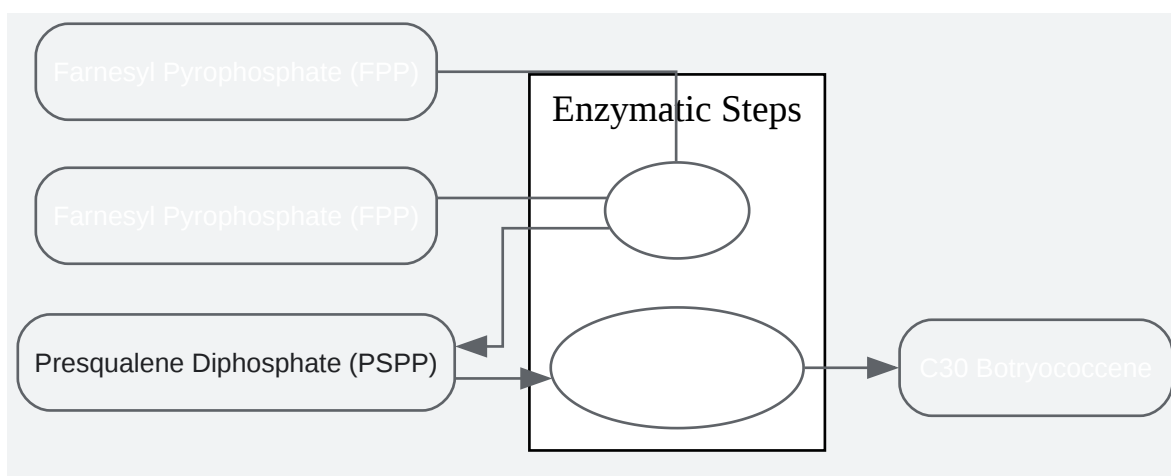 Farnesyl Pyrophosphate (FPP)
Enzymatic Steps
Farnesyl Pyrophosphate (FPP)
Presqualene Diphosphate (PSPP)
C30 Botryococcene